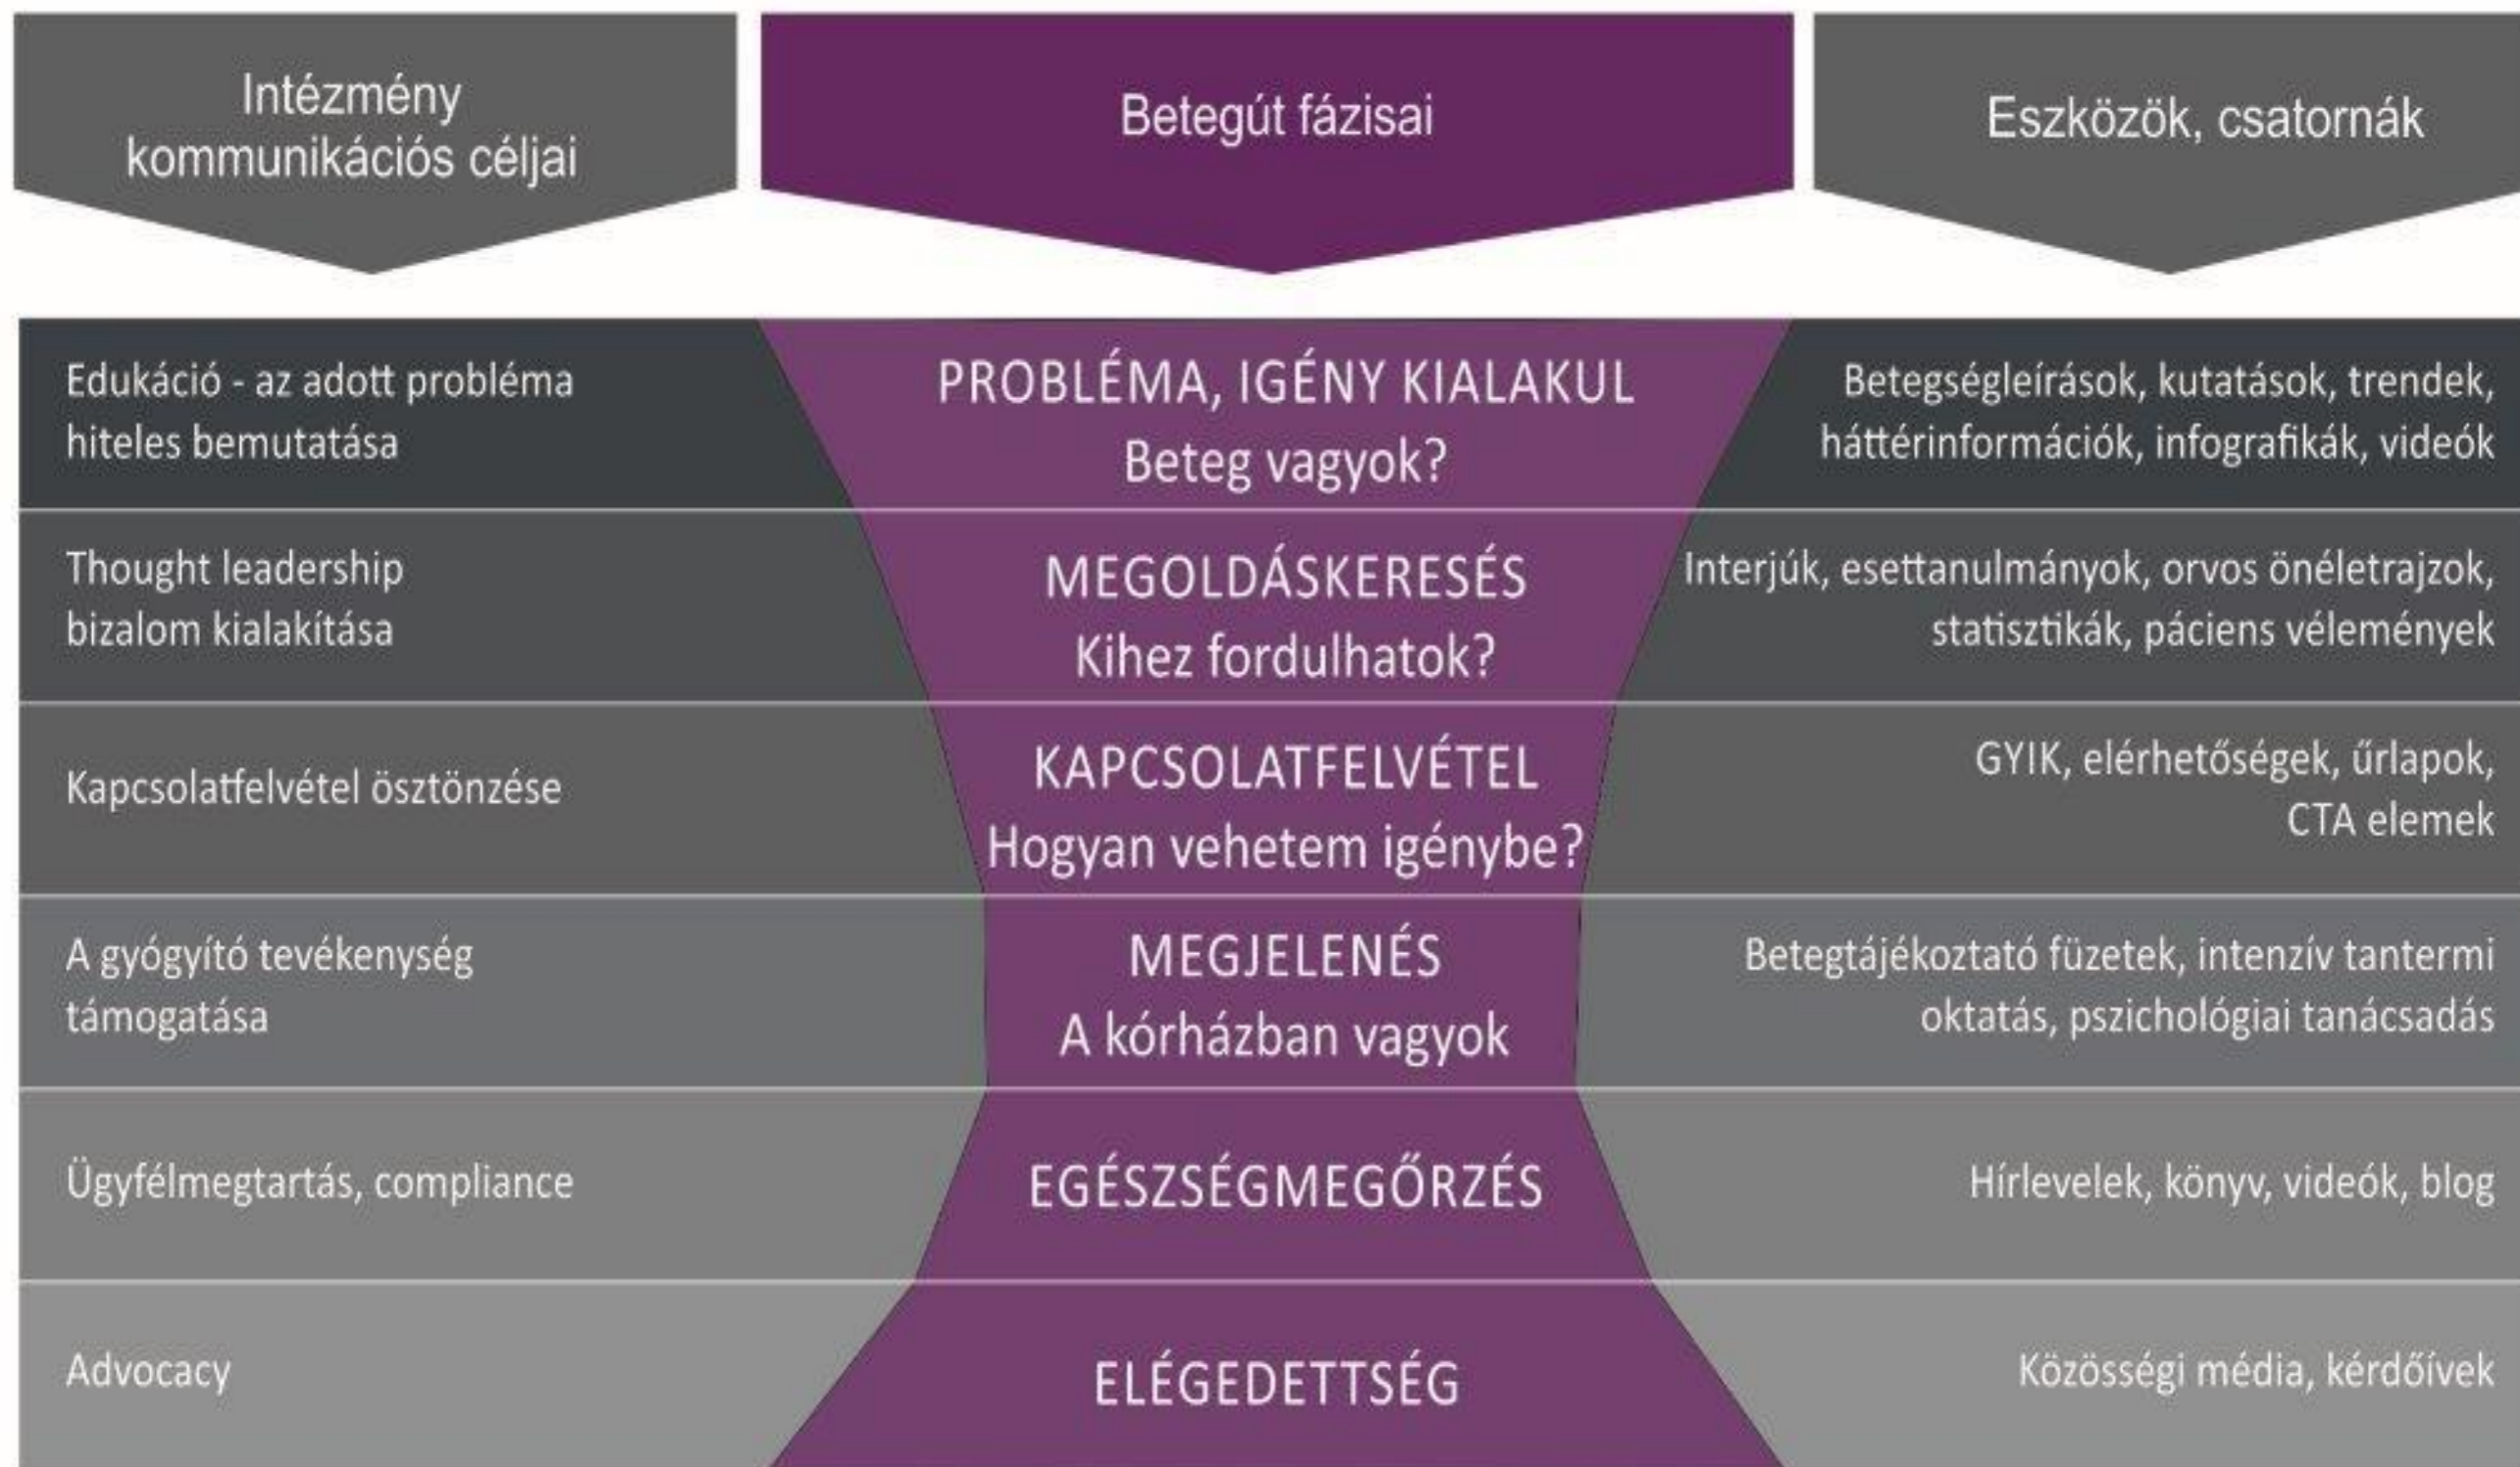 Intézmény
kommunikációs céljai
Betegút fázisai
Eszközök, csatornák
Edukáció - az adott probléma
hiteles bemutatása
PROBLÉMA, IGÉNY KIALAKUL
Beteg vagyok?
Betegségleírások, kutatások, trendek,
háttérinformációk, infografikák, videók
Thought leadership
bizalom kialakítása
MEGOLDÁSKERESÉS
Kihez fordulhatok?
Interjúk, esettanulmányok, orvos önéletrajzok,
statisztikák, páciens vélemények
Kapcsolatfelvétel ösztönzése
KAPCSOLATFELVÉTEL
Hogyan vehetem igénybe?
GYIK, elérhetőségek, űrlapok,
CTA elemek
A gyógyító tevékenység
támogatása
MEGJELENÉS
A kórházban vagyok
Betegtájékoztató füzetek, intenzív tantermi
oktatás, pszichológiai tanácsadás
Ügyfélmegtartás, compliance
EGÉSZSÉGMEGŐRZÉS
Hírlevelek, könyv, videók, blog
Advocacy
ELÉGEDETTSÉG
Közösségi média, kérdőívek